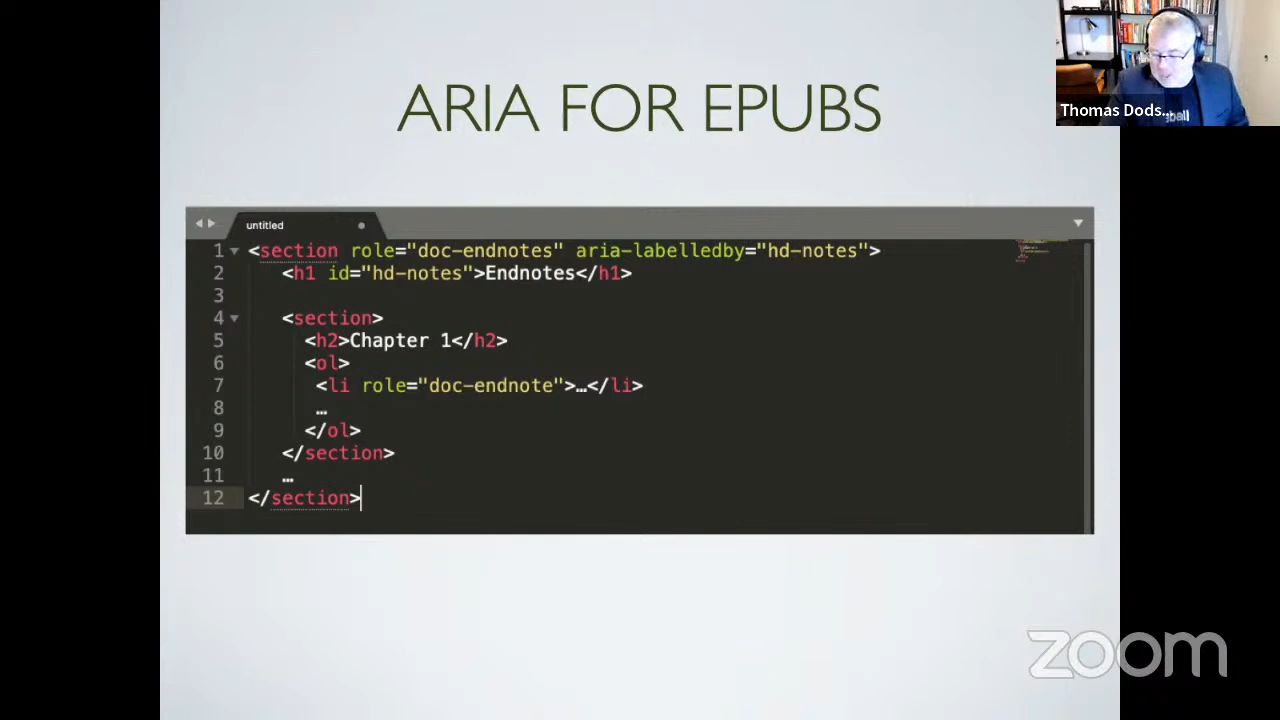 ARIA FOR EPUBS
Thomas Dods...
untitled
1 <section role="doc-endnotes" aria-labelledby="hd-notes">
2 <h1 id="hd-notes">Endnotes</h1>
3
4 <section>
5 <h2>Chapter 1</h2>
6 <ol>
7 <li role="doc-endnote">…</li>
8 …
9 </ol>
10 </section>
11 …
12 </section>
zoom